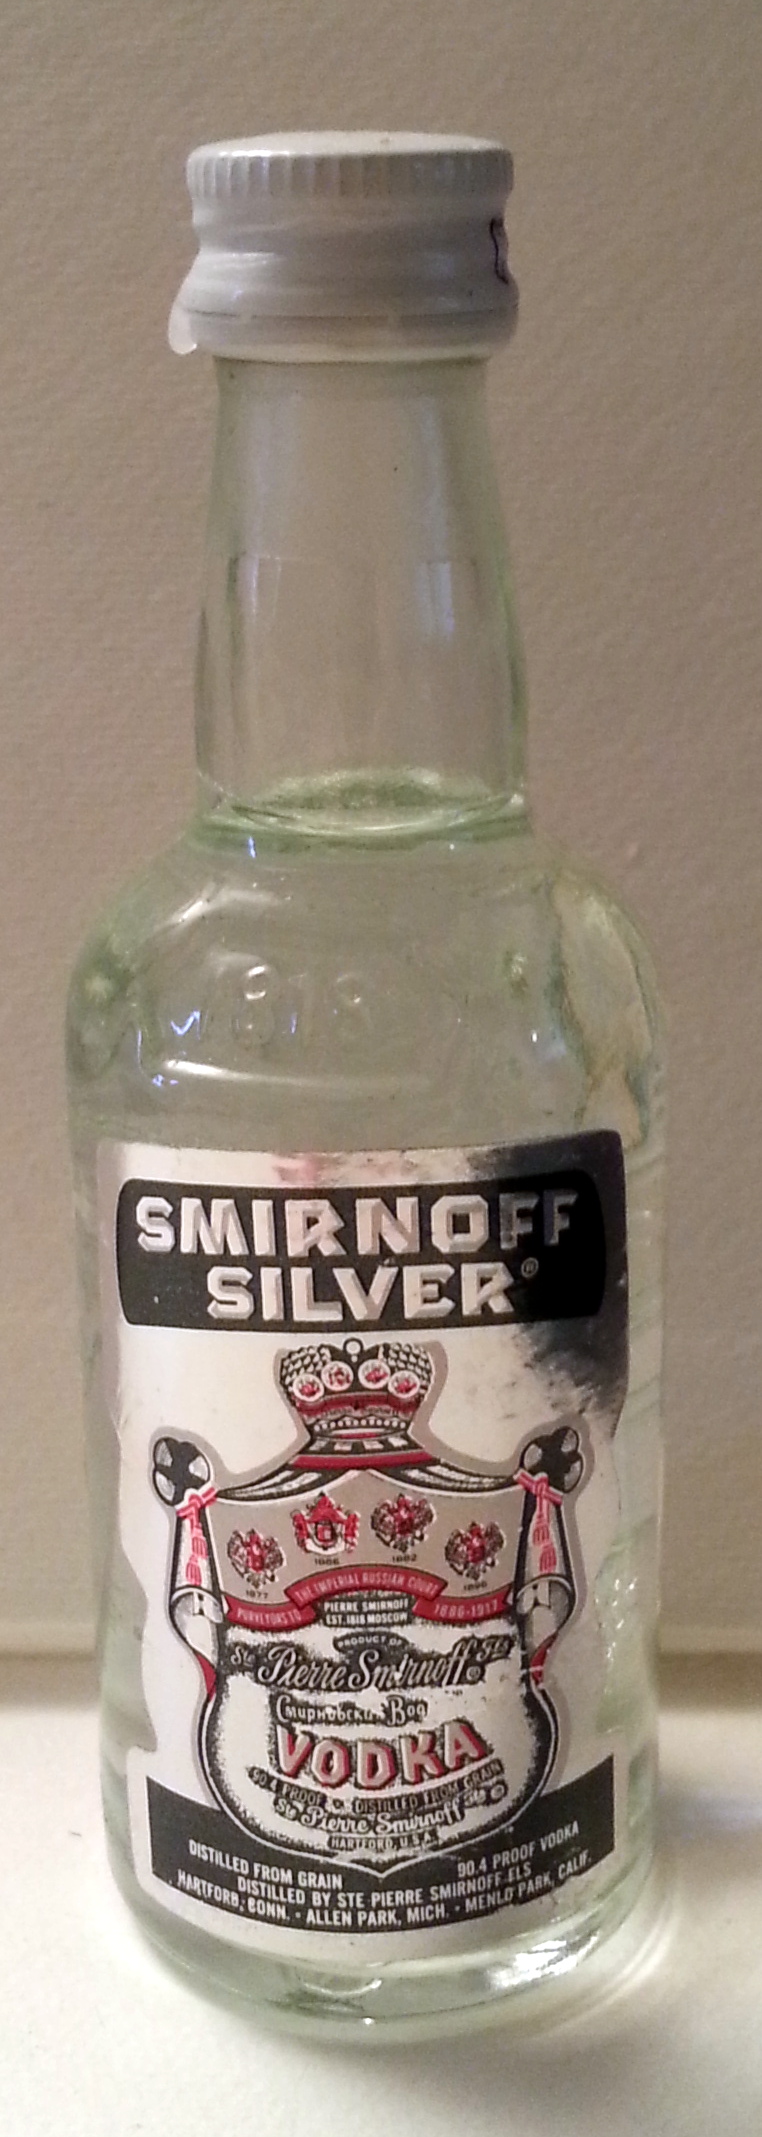 1818
SMIRNOFF
SILVER®
1877
1886
1882
1896
PURVEYORS TO THE IMPERIAL RUSSIAN COURT 1886-1917
PIERRE SMIRNOFF
EST. 1818 MOSCOW
PRODUCT OF
Ste Pierre Smirnoff Fls
VODKA
90.4 PROOF DISTILLED FROM GRAIN
Ste Pierre Smirnoff Fls
HARTFORD, U.S.A.
DISTILLED FROM GRAIN 90.4 PROOF VODKA
DISTILLED BY STE PIERRE SMIRNOFF FLS
HARTFORD, CONN. - ALLEN PARK, MICH. - MENLO PARK, CALIF.